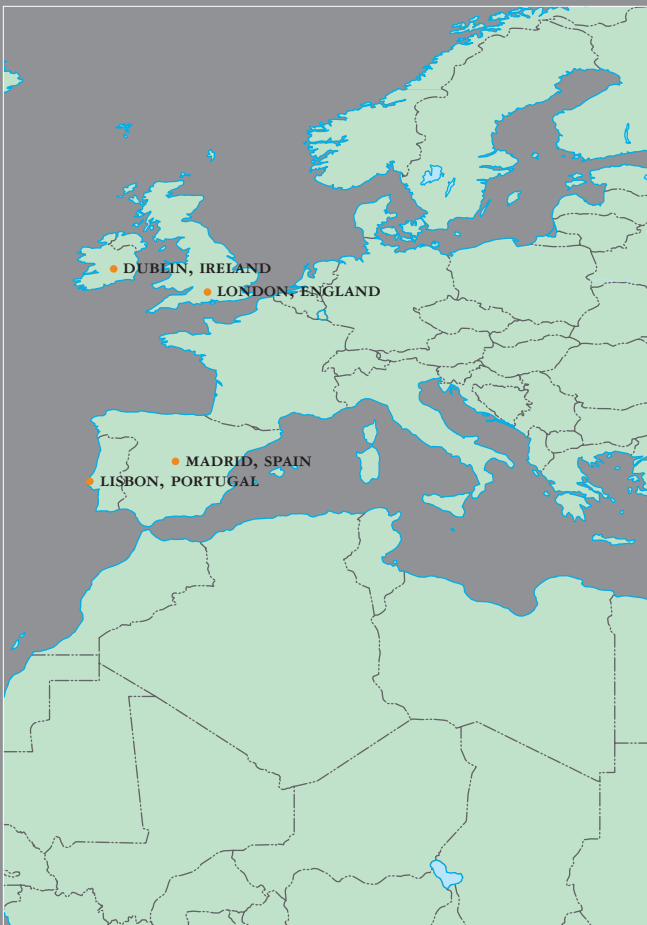 DUBLIN, IRELAND
LONDON, ENGLAND
MADRID, SPAIN
LISBON, PORTUGAL